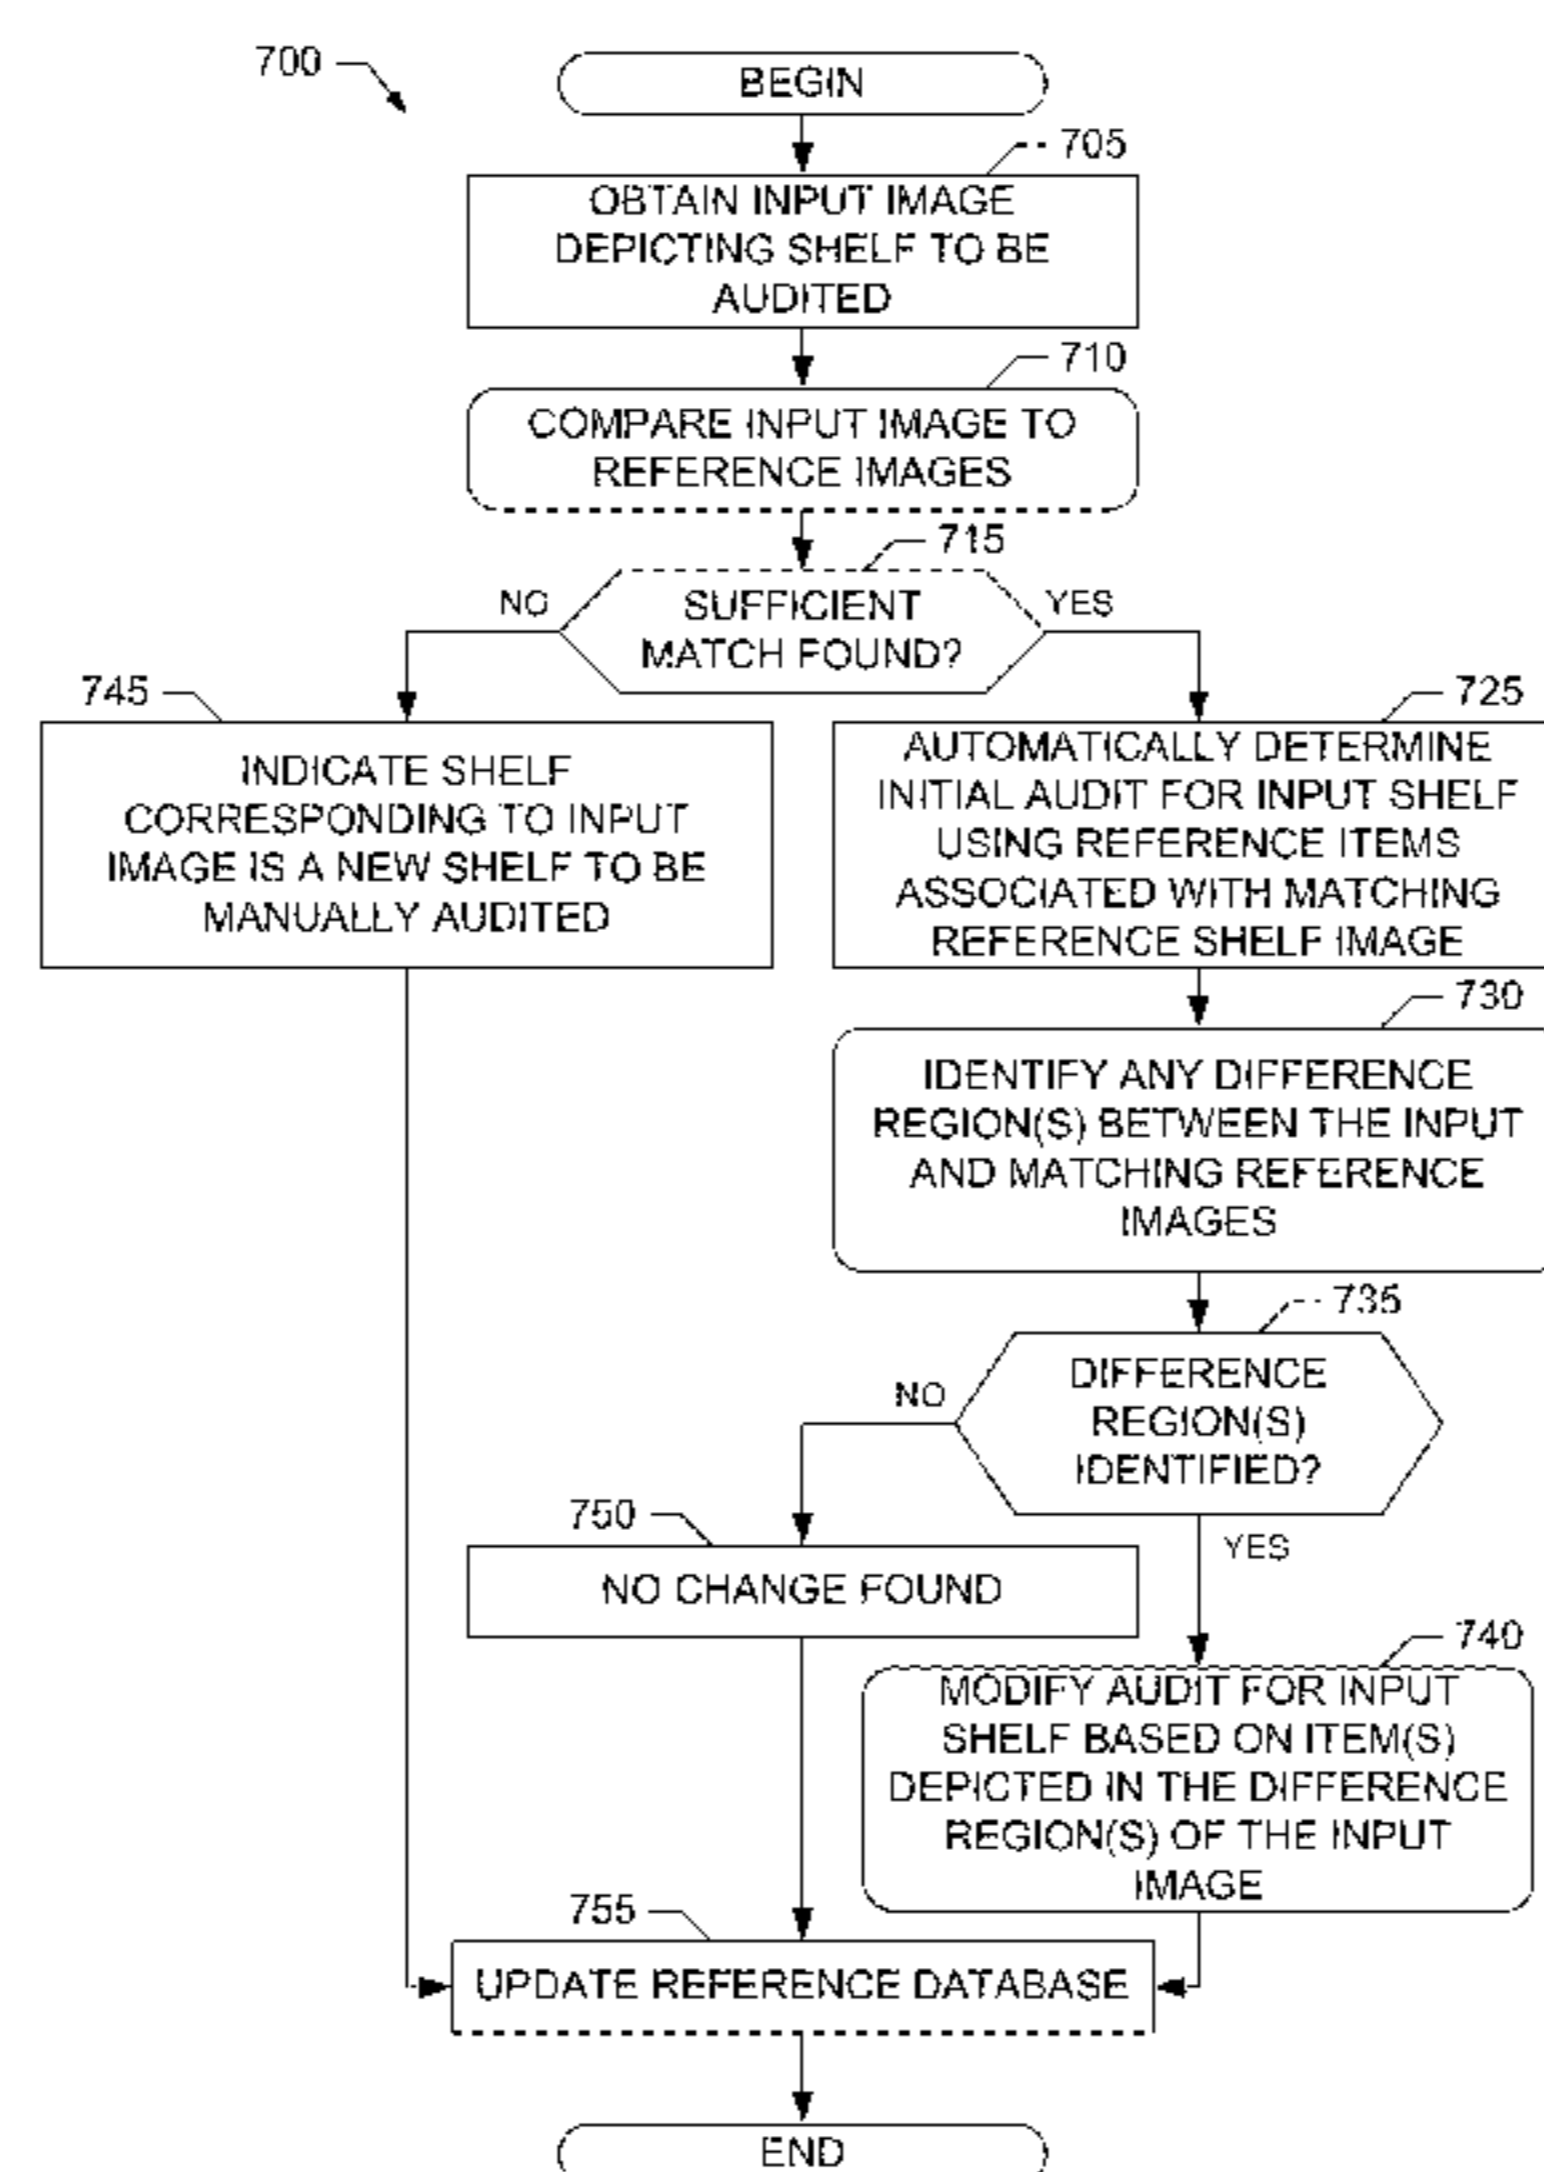 700
BEGIN
705
OBTAIN INPUT IMAGE
DEPICTING SHELF TO BE
AUDITED
710
COMPARE INPUT IMAGE TO
REFERENCE IMAGES
715
NO
SUFFICIENT
MATCH FOUND?
YES
745
INDICATE SHELF
CORRESPONDING TO INPUT
IMAGE IS A NEW SHELF TO BE
MANUALLY AUDITED
725
AUTOMATICALLY DETERMINE
INITIAL AUDIT FOR INPUT SHELF
USING REFERENCE ITEMS
ASSOCIATED WITH MATCHING
REFERENCE SHELF IMAGE
730
IDENTIFY ANY DIFFERENCE
REGION(S) BETWEEN THE INPUT
AND MATCHING REFERENCE
IMAGES
735
NO
DIFFERENCE
REGION(S)
IDENTIFIED?
YES
750
NO CHANGE FOUND
740
MODIFY AUDIT FOR INPUT
SHELF BASED ON ITEM(S)
DEPICTED IN THE DIFFERENCE
REGION(S) OF THE INPUT
IMAGE
755
UPDATE REFERENCE DATABASE
END